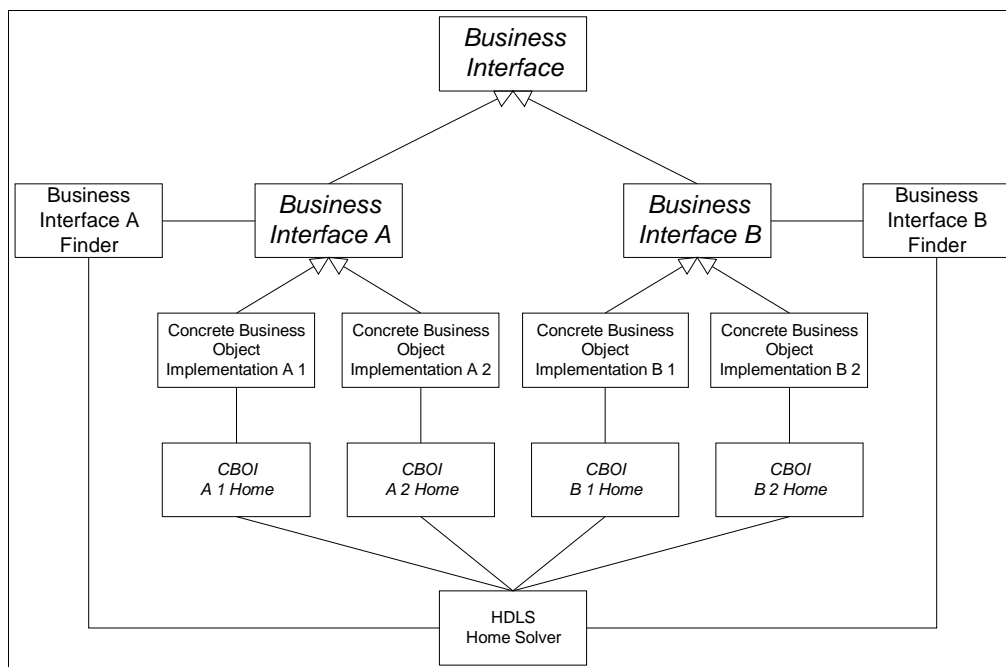 Business
Interface
Business
Interface A
Finder
Business
Interface A
Business
Interface B
Business
Interface B
Finder
Concrete Business
Object
Implementation A 1
Concrete Business
Object
Implementation A 2
Concrete Business
Object
Implementation B 1
Concrete Business
Object
Implementation B 2
CBOI
A 1 Home
CBOI
A 2 Home
CBOI
B 1 Home
CBOI
B 2 Home
HDLS
Home Solver